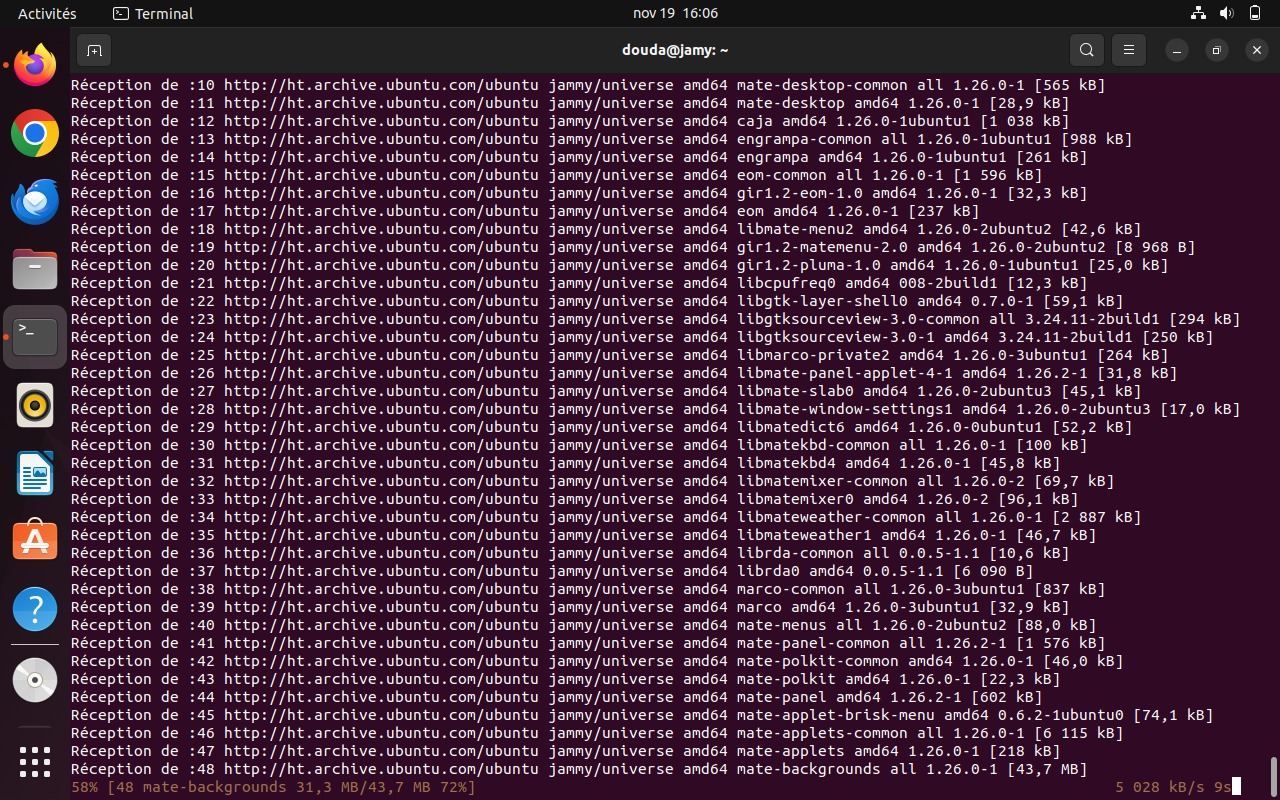 Activités Terminal nov 19 16:06
douda@jamy: ~
Réception de :10 http://ht.archive.ubuntu.com/ubuntu jammy/universe amd64 mate-desktop-common all 1.26.0-1 [565 kB]
Réception de :11 http://ht.archive.ubuntu.com/ubuntu jammy/universe amd64 mate-desktop amd64 1.26.0-1 [28,9 kB]
Réception de :12 http://ht.archive.ubuntu.com/ubuntu jammy/universe amd64 caja amd64 1.26.0-1ubuntu1 [1 038 kB]
Réception de :13 http://ht.archive.ubuntu.com/ubuntu jammy/universe amd64 engrampa-common all 1.26.0-1ubuntu1 [988 kB]
Réception de :14 http://ht.archive.ubuntu.com/ubuntu jammy/universe amd64 engrampa amd64 1.26.0-1ubuntu1 [261 kB]
Réception de :15 http://ht.archive.ubuntu.com/ubuntu jammy/universe amd64 eom-common all 1.26.0-1 [1 596 kB]
Réception de :16 http://ht.archive.ubuntu.com/ubuntu jammy/universe amd64 gir1.2-eom-1.0 amd64 1.26.0-1 [32,3 kB]
Réception de :17 http://ht.archive.ubuntu.com/ubuntu jammy/universe amd64 eom amd64 1.26.0-1 [237 kB]
Réception de :18 http://ht.archive.ubuntu.com/ubuntu jammy/universe amd64 libmate-menu2 amd64 1.26.0-2ubuntu2 [42,6 kB]
Réception de :19 http://ht.archive.ubuntu.com/ubuntu jammy/universe amd64 gir1.2-matemenu-2.0 amd64 1.26.0-2ubuntu2 [8 968 B]
Réception de :20 http://ht.archive.ubuntu.com/ubuntu jammy/universe amd64 gir1.2-pluma-1.0 amd64 1.26.0-1ubuntu1 [25,0 kB]
Réception de :21 http://ht.archive.ubuntu.com/ubuntu jammy/universe amd64 libcpufreq0 amd64 008-2build1 [12,3 kB]
Réception de :22 http://ht.archive.ubuntu.com/ubuntu jammy/universe amd64 libgtk-layer-shell0 amd64 0.7.0-1 [59,1 kB]
Réception de :23 http://ht.archive.ubuntu.com/ubuntu jammy/universe amd64 libgtksourceview-3.0-common all 3.24.11-2build1 [294 kB]
Réception de :24 http://ht.archive.ubuntu.com/ubuntu jammy/universe amd64 libgtksourceview-3.0-1 amd64 3.24.11-2build1 [250 kB]
Réception de :25 http://ht.archive.ubuntu.com/ubuntu jammy/universe amd64 libmarco-private2 amd64 1.26.0-3ubuntu1 [264 kB]
Réception de :26 http://ht.archive.ubuntu.com/ubuntu jammy/universe amd64 libmate-panel-applet-4-1 amd64 1.26.2-1 [31,8 kB]
Réception de :27 http://ht.archive.ubuntu.com/ubuntu jammy/universe amd64 libmate-slab0 amd64 1.26.0-2ubuntu3 [45,1 kB]
Réception de :28 http://ht.archive.ubuntu.com/ubuntu jammy/universe amd64 libmate-window-settings1 amd64 1.26.0-2ubuntu3 [17,0 kB]
Réception de :29 http://ht.archive.ubuntu.com/ubuntu jammy/universe amd64 libmatedict6 amd64 1.26.0-0ubuntu1 [52,2 kB]
Réception de :30 http://ht.archive.ubuntu.com/ubuntu jammy/universe amd64 libmatekbd-common all 1.26.0-1 [100 kB]
Réception de :31 http://ht.archive.ubuntu.com/ubuntu jammy/universe amd64 libmatekbd4 amd64 1.26.0-1 [45,8 kB]
Réception de :32 http://ht.archive.ubuntu.com/ubuntu jammy/universe amd64 libmatemixer-common all 1.26.0-2 [69,7 kB]
Réception de :33 http://ht.archive.ubuntu.com/ubuntu jammy/universe amd64 libmatemixer0 amd64 1.26.0-2 [96,1 kB]
Réception de :34 http://ht.archive.ubuntu.com/ubuntu jammy/universe amd64 libmateweather-common all 1.26.0-1 [2 887 kB]
Réception de :35 http://ht.archive.ubuntu.com/ubuntu jammy/universe amd64 libmateweather1 amd64 1.26.0-1 [46,7 kB]
Réception de :36 http://ht.archive.ubuntu.com/ubuntu jammy/universe amd64 librda-common all 0.0.5-1.1 [10,6 kB]
Réception de :37 http://ht.archive.ubuntu.com/ubuntu jammy/universe amd64 librda0 amd64 0.0.5-1.1 [6 090 B]
Réception de :38 http://ht.archive.ubuntu.com/ubuntu jammy/universe amd64 marco-common all 1.26.0-3ubuntu1 [837 kB]
Réception de :39 http://ht.archive.ubuntu.com/ubuntu jammy/universe amd64 marco amd64 1.26.0-3ubuntu1 [32,9 kB]
Réception de :40 http://ht.archive.ubuntu.com/ubuntu jammy/universe amd64 mate-menus all 1.26.0-2ubuntu2 [88,0 kB]
Réception de :41 http://ht.archive.ubuntu.com/ubuntu jammy/universe amd64 mate-panel-common all 1.26.2-1 [1 576 kB]
Réception de :42 http://ht.archive.ubuntu.com/ubuntu jammy/universe amd64 mate-polkit-common amd64 1.26.0-1 [46,0 kB]
Réception de :43 http://ht.archive.ubuntu.com/ubuntu jammy/universe amd64 mate-polkit amd64 1.26.0-1 [22,3 kB]
Réception de :44 http://ht.archive.ubuntu.com/ubuntu jammy/universe amd64 mate-panel amd64 1.26.2-1 [602 kB]
Réception de :45 http://ht.archive.ubuntu.com/ubuntu jammy/universe amd64 mate-applet-brisk-menu amd64 0.6.2-1ubuntu0 [74,1 kB]
Réception de :46 http://ht.archive.ubuntu.com/ubuntu jammy/universe amd64 mate-applets-common all 1.26.0-1 [6 115 kB]
Réception de :47 http://ht.archive.ubuntu.com/ubuntu jammy/universe amd64 mate-applets amd64 1.26.0-1 [218 kB]
Réception de :48 http://ht.archive.ubuntu.com/ubuntu jammy/universe amd64 mate-backgrounds all 1.26.0-1 [43,7 MB]
58% [48 mate-backgrounds 31,3 MB/43,7 MB 72%] 5 028 kB/s 9s